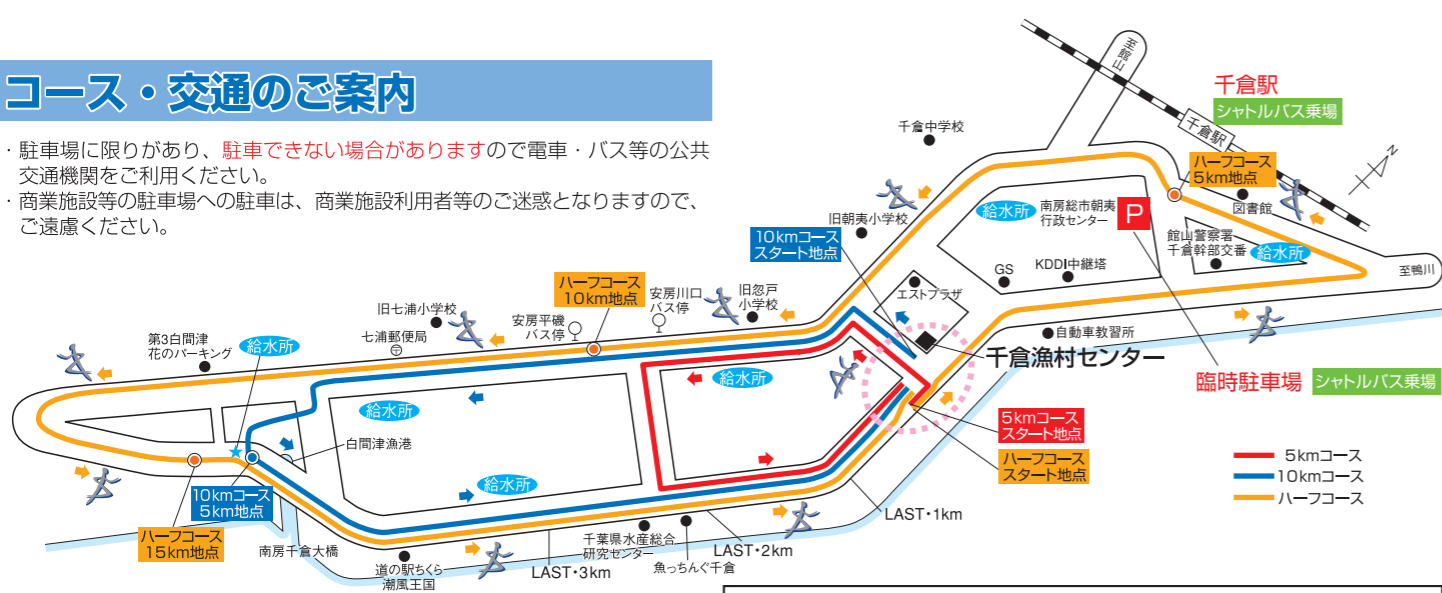 コース・交通のご案内
・駐車場に限りがあり、駐車できない場合がありますので電車・バス等の公共
交通機関をご利用ください。
・商業施設等の駐車場への駐車は、商業施設利用者等のご迷惑となりますので、
ご遠慮ください。
至館山
千倉駅
シャトルバス乗場
千倉駅
N
千倉中学校
ハーフコース
5km地点
図書館
旧朝夷小学校
給水所
南房総市朝夷
行政センター
P
館山警察署
千倉幹部交番
給水所
至鴨川
10kmコース
スタート地点
GS
KDDI中継塔
エストプラザ
自動車教習所
千倉漁村センター
臨時駐車場
シャトルバス乗場
ハーフコース
10km地点
安房川口
バス停
旧忽戸
小学校
旧七浦小学校
安房平磯
バス停
七浦郵便局
〒
第3白間津
花のパーキング
給水所
給水所
給水所
5kmコース
スタート地点
ハーフコース
スタート地点
5kmコース
10kmコース
ハーフコース
白間津漁港
給水所
10kmコース
5km地点
ハーフコース
15km地点
南房千倉大橋
道の駅ちくら
潮風王国
LAST・3km
千葉県水産総合
研究センター
魚っちんぐ千倉
LAST・2km
LAST・1km